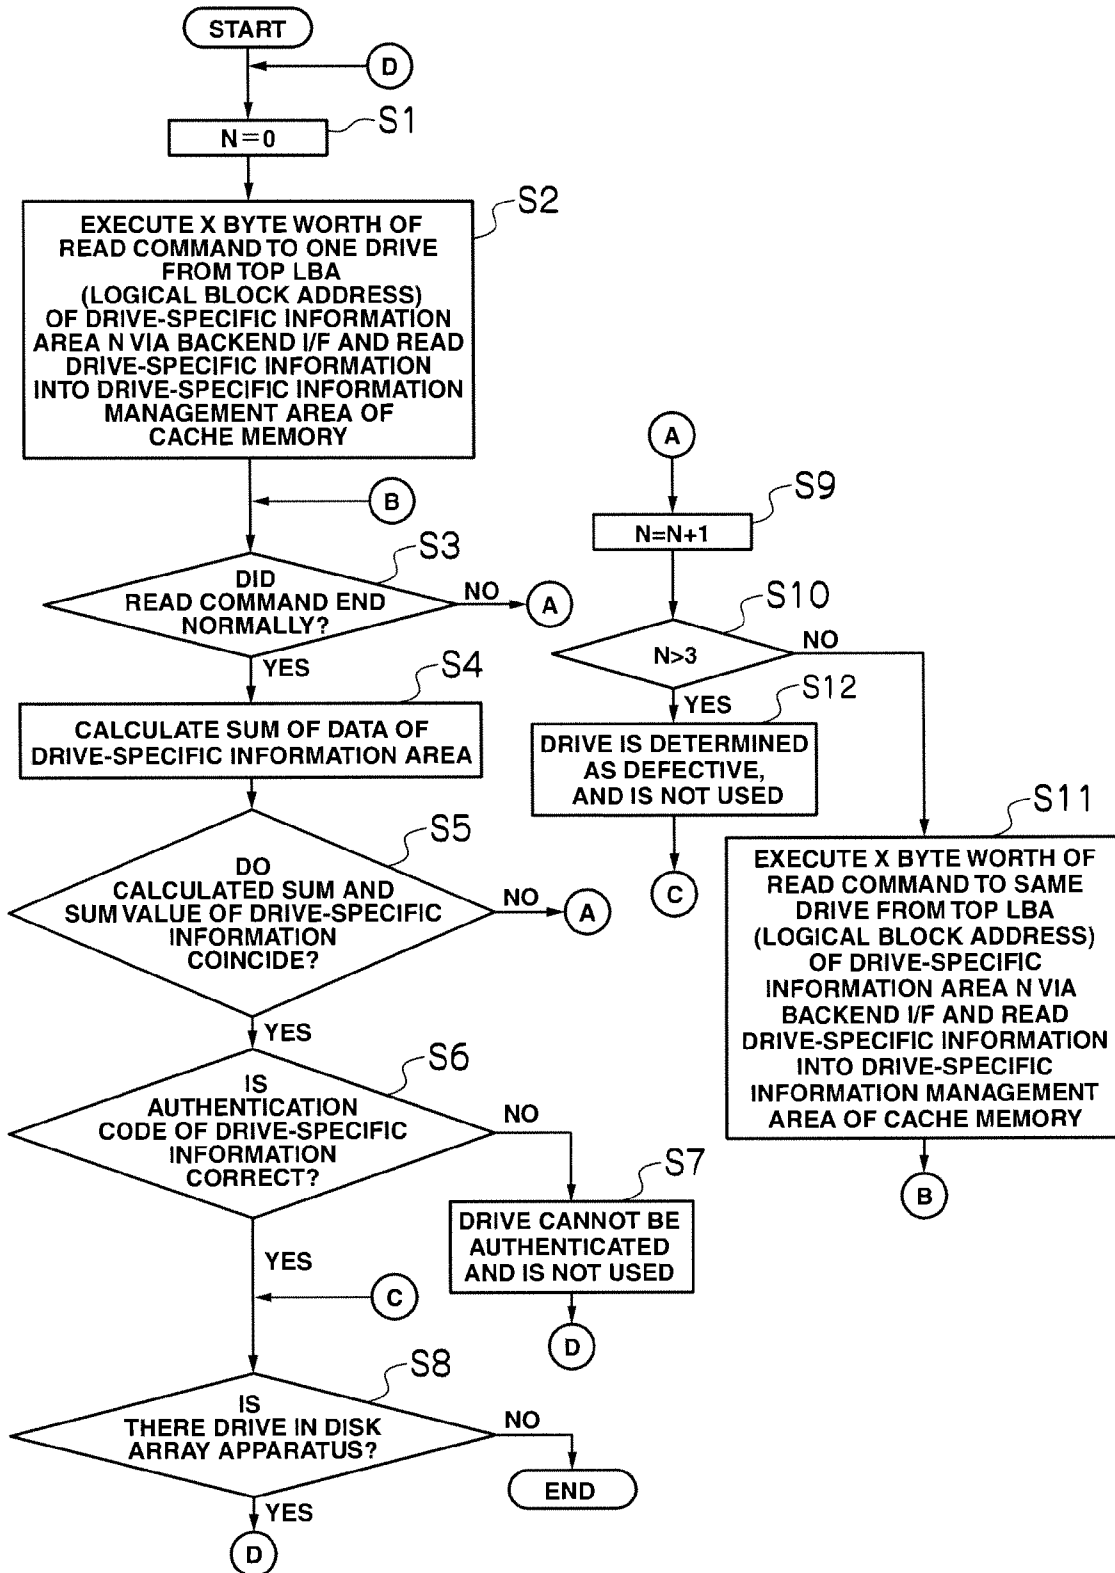 START
D
S1
N=0
S2
EXECUTE X BYTE WORTH OF
READ COMMAND TO ONE DRIVE
FROM TOP LBA
(LOGICAL BLOCK ADDRESS)
OF DRIVE-SPECIFIC INFORMATION
AREA N VIA BACKEND I/F AND READ
DRIVE-SPECIFIC INFORMATION
INTO DRIVE-SPECIFIC INFORMATION
MANAGEMENT AREA OF
CACHE MEMORY
B
S3
DID
READ COMMAND END
NORMALLY?
NO
A
YES
S4
CALCULATE SUM OF DATA OF
DRIVE-SPECIFIC INFORMATION AREA
S5
DO
CALCULATED SUM AND
SUM VALUE OF DRIVE-SPECIFIC
INFORMATION
COINCIDE?
NO
A
YES
S6
IS
AUTHENTICATION
CODE OF DRIVE-SPECIFIC
INFORMATION
CORRECT?
NO
S7
DRIVE CANNOT BE
AUTHENTICATED
AND IS NOT USED
D
YES
C
S8
IS
THERE DRIVE IN DISK
ARRAY APPARATUS?
NO
END
YES
D
A
S9
N=N+1
S10
N>3
NO
YES
S12
DRIVE IS DETERMINED
AS DEFECTIVE,
AND IS NOT USED
C
S11
EXECUTE X BYTE WORTH OF
READ COMMAND TO SAME
DRIVE FROM TOP LBA
(LOGICAL BLOCK ADDRESS)
OF DRIVE-SPECIFIC
INFORMATION AREA N VIA
BACKEND I/F AND READ
DRIVE-SPECIFIC INFORMATION
INTO DRIVE-SPECIFIC
INFORMATION MANAGEMENT
AREA OF CACHE MEMORY
B